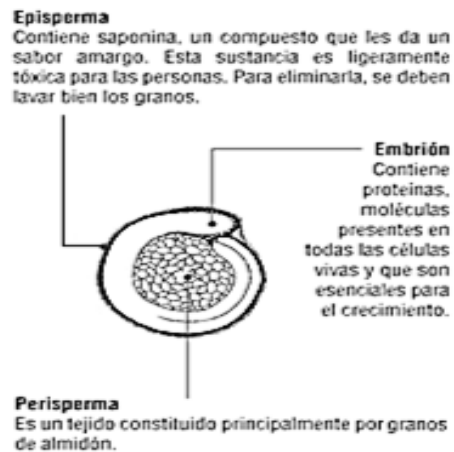 Episperma
Contiene saponina, un compuesto que les da un
sabor amargo. Esta sustancia es ligeramente
tóxica para las personas. Para eliminarla, se deben
lavar bien los granos.
Embrión
Contiene
proteínas,
moléculas
presentes en
todas las células
vivas y que son
esenciales para
el crecimiento.
Perisperma
Es un tejido constituido principalmente por granos
de almidón.